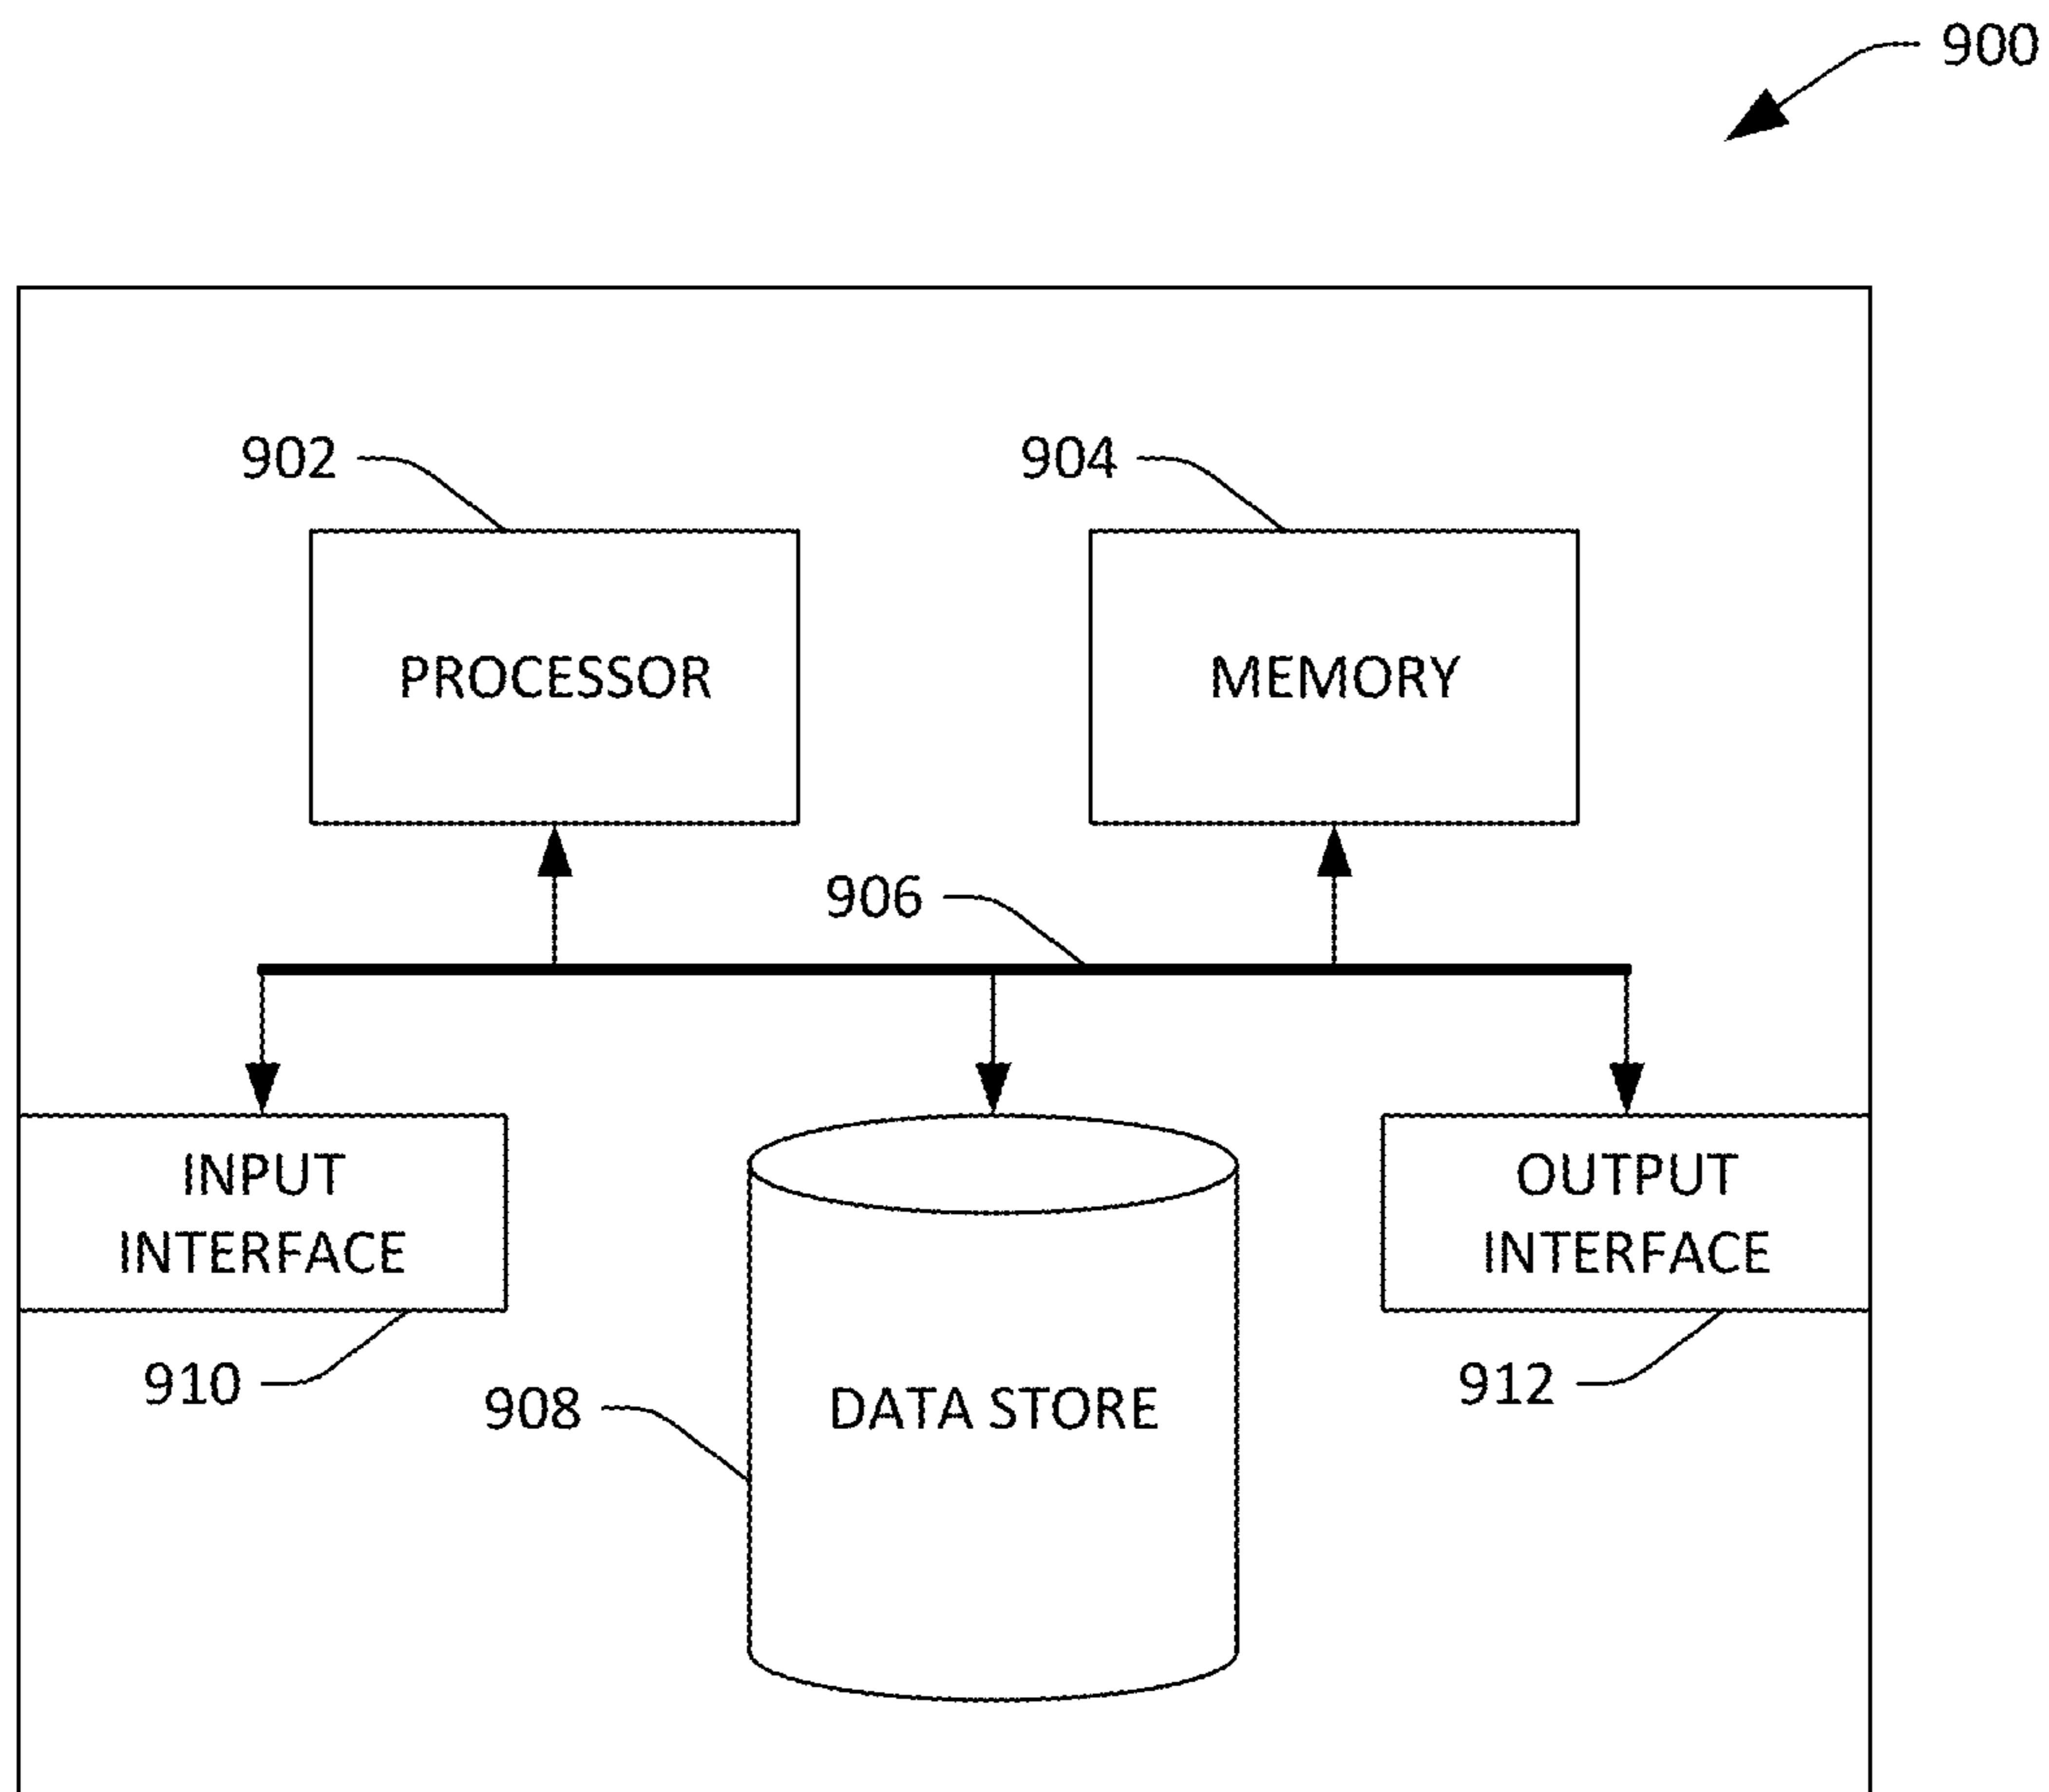 900
902
904
PROCESSOR
MEMORY
906
INPUT
INTERFACE
OUTPUT
INTERFACE
910
908
DATA STORE
912